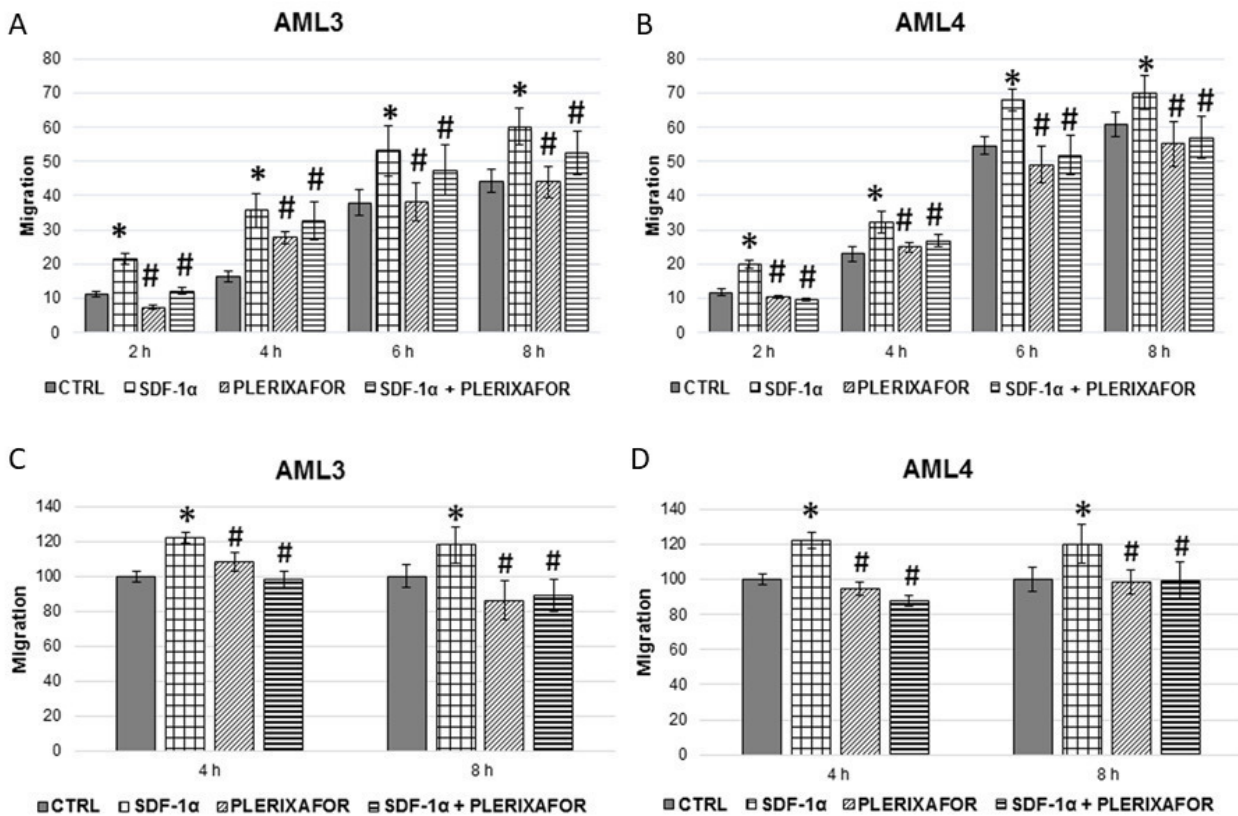 A
AML3
Migration
80
70
60
50
40
30
20
10
0
* # #
* # #
* # #
* # #
2 h 4 h 6 h 8 h
CTRL SDF-1α PLERIXAFOR SDF-1α + PLERIXAFOR
B
AML4
Migration
80
70
60
50
40
30
20
10
0
* # #
* # #
* # #
* # #
2 h 4 h 6 h 8 h
CTRL SDF-1α PLERIXAFOR SDF-1α + PLERIXAFOR
C
AML3
Migration
140
120
100
80
60
40
20
0
* # #
* # #
4 h 8 h
CTRL SDF-1α PLERIXAFOR SDF-1α + PLERIXAFOR
D
AML4
Migration
140
120
100
80
60
40
20
0
* # #
* # #
4 h 8 h
CTRL SDF-1α PLERIXAFOR SDF-1α + PLERIXAFOR